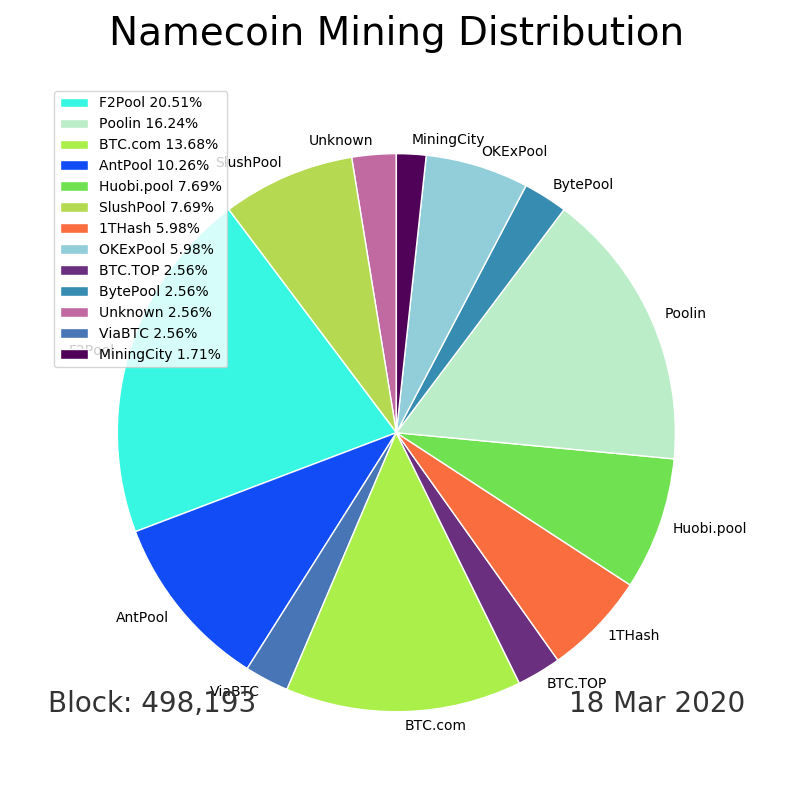 Namecoin Mining Distribution
F2Pool 20.51%
Poolin 16.24%
BTC.com 13.68%
AntPool 10.26%
Huobi.pool 7.69%
SlushPool 7.69%
1THash 5.98%
OKExPool 5.98%
BTC.TOP 2.56%
BytePool 2.56%
Unknown 2.56%
ViaBTC 2.56%
MiningCity 1.71%
Unknown
MiningCity
OKExPool
SlushPool
BytePool
Poolin
F2Pool
Huobi.pool
AntPool
1THash
BTC.TOP
ViaBTC
Block: 498,193
18 Mar 2020
BTC.com